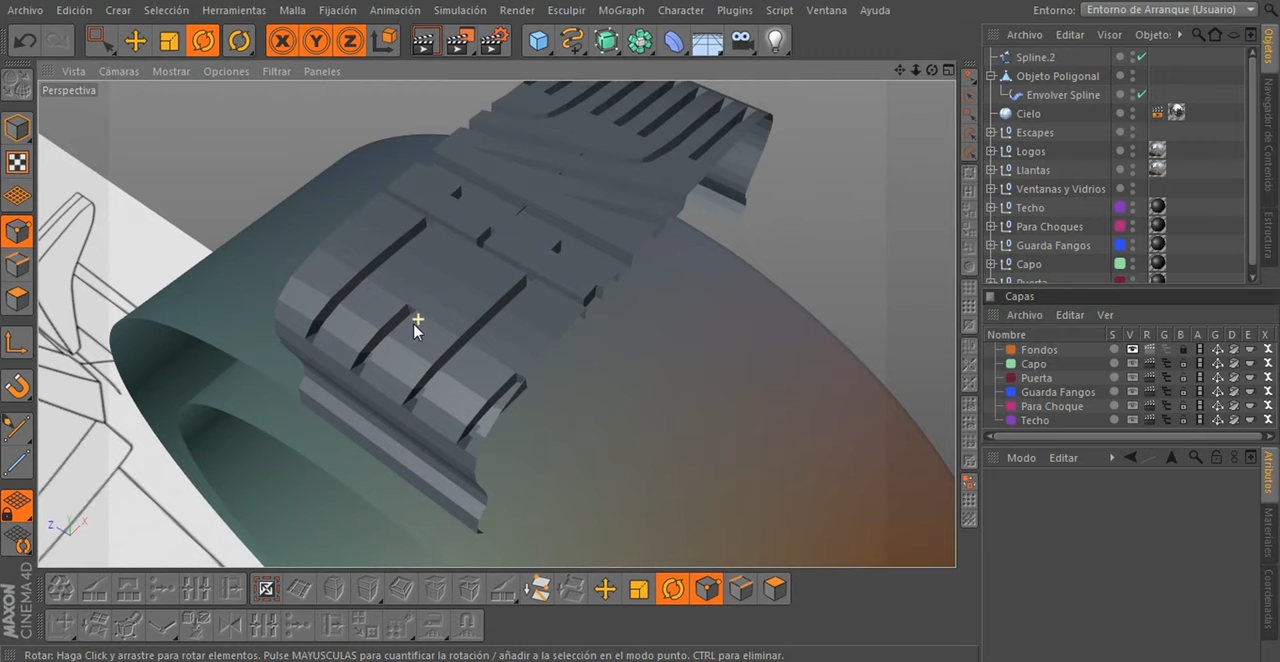 Archivo Edición Crear Selección Herramientas Malla Fijación Animación Simulación Render Esculpir MoGraph Character Plugins Script Ventana Ayuda Entorno: Entorno de Arranque (Usuario)
X Y Z
Vista Cámaras Mostrar Opciones Filtrar Paneles
Perspectiva
Z Y X
Archivo Editar Visor Objeto:
Spline.2
Objeto Poligonal
Envolver Spline
Cielo
Escapes
Logos
Llantas
Ventanas y Vidrios
Techo
Para Choques
Guarda Fangos
Capo
Puerta
Objetos
Navegador de Contenido
Estructura
Capas
Archivo Editar Ver
Nombre S V R G L B A G D E X
Fondos
Capo
Puerta
Guarda Fangos
Para Choque
Techo
Modo Editar
Atributos
Materiales
Coordenadas
MAXON
CINEMA 4D
Rotar: Haga Click y arrastre para rotar elementos. Pulse MAYUSCULAS para cuantificar la rotación / añadir a la selección en el modo punto. CTRL para eliminar.